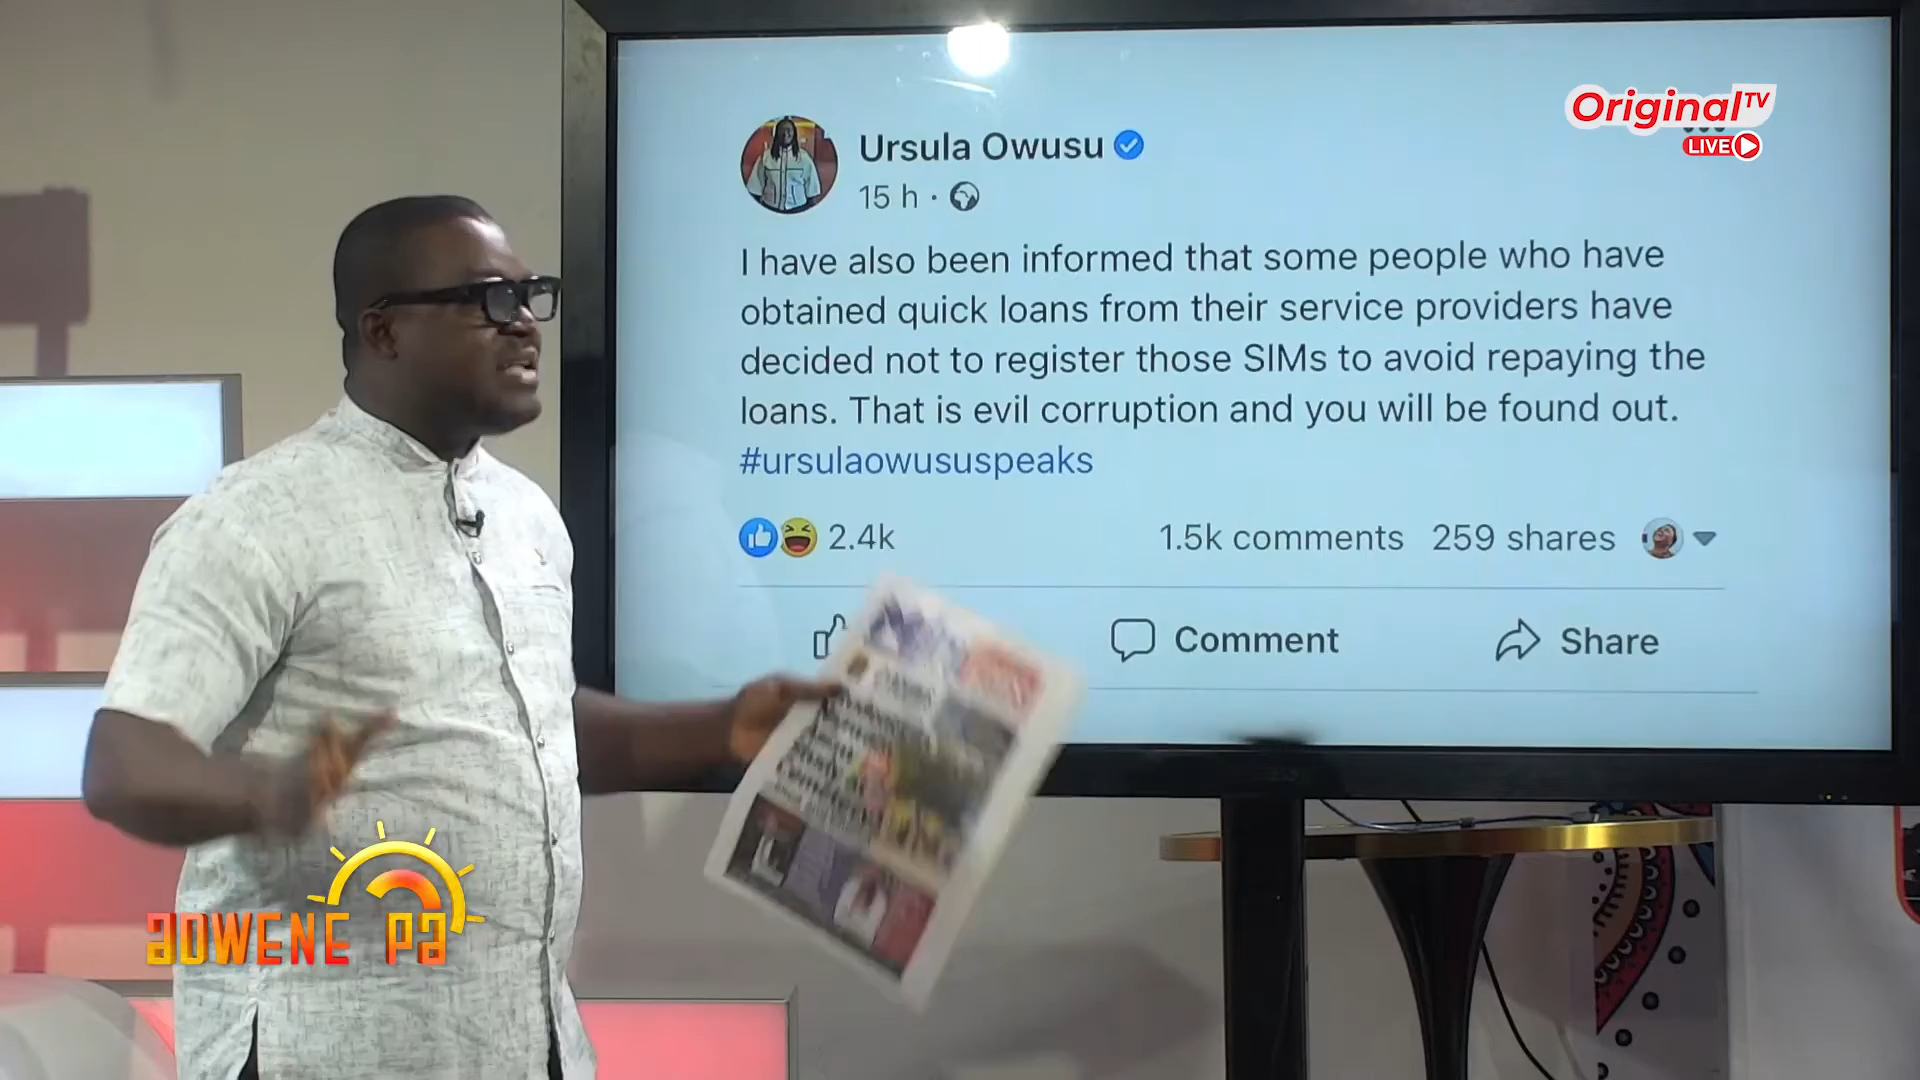 Original TV
LIVE
Ursula Owusu
15 h ·
I have also been informed that some people who have
obtained quick loans from their service providers have
decided not to register those SIMs to avoid repaying the
loans. That is evil corruption and you will be found out.
#ursulaowususpeaks
2.4k
1.5k comments 259 shares
Comment
Share
ADWENE PA